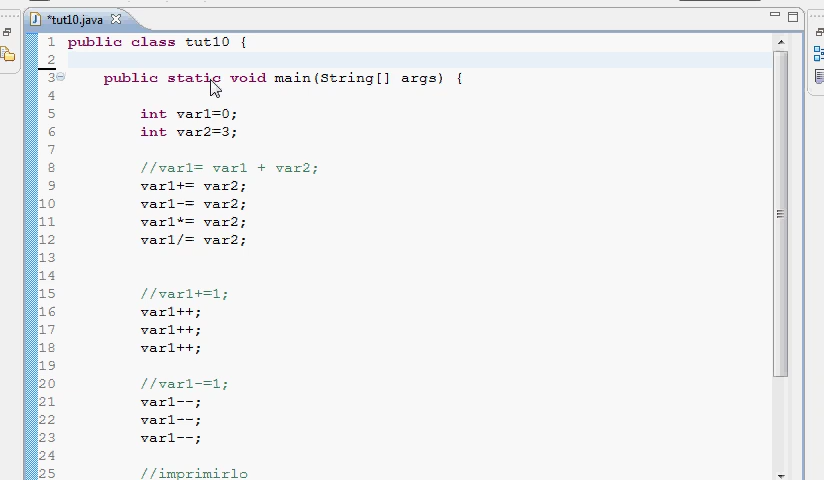 *tut10.java
1 public class tut10 {
2
3 public static void main(String[] args) {
4
5 int var1=0;
6 int var2=3;
7
8 //var1= var1 + var2;
9 var1+= var2;
10 var1-= var2;
11 var1*= var2;
12 var1/= var2;
13
14
15 //var1+=1;
16 var1++;
17 var1++;
18 var1++;
19
20 //var1-=1;
21 var1--;
22 var1--;
23 var1--;
24
25 //imprimirlo